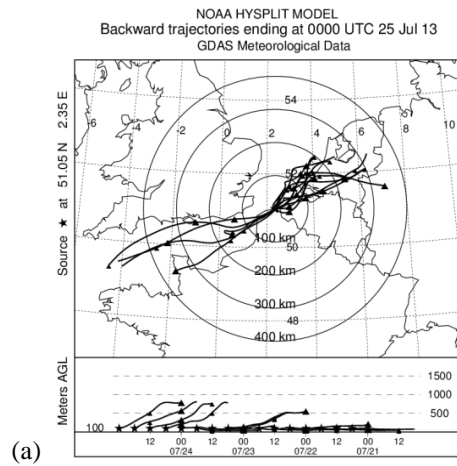 NOAA HYSPLIT MODEL
Backward trajectories ending at 0000 UTC 25 Jul 13
GDAS Meteorological Data
Source ★ at 51.05 N 2.35 E
-6 -4 -2 0 2 4 6 8 10
54
52
50
48
100 km
200 km
300 km
400 km
Meters AGL
1500
1000
500
100
12 00 12 00 12 00 12 00 12
07/24 07/23 07/22 07/21
(a)